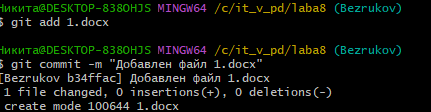 Никита@DESKTOP-838OHJS MINGW64 /c/it_v_pd/laba8 (Bezrukov)
$ git add 1.docx
Никита@DESKTOP-838OHJS MINGW64 /c/it_v_pd/laba8 (Bezrukov)
$ git commit -m "Добавлен файл 1.docx"
[Bezrukov b34ffac] Добавлен файл 1.docx
1 file changed, 0 insertions(+), 0 deletions(-)
create mode 100644 1.docx